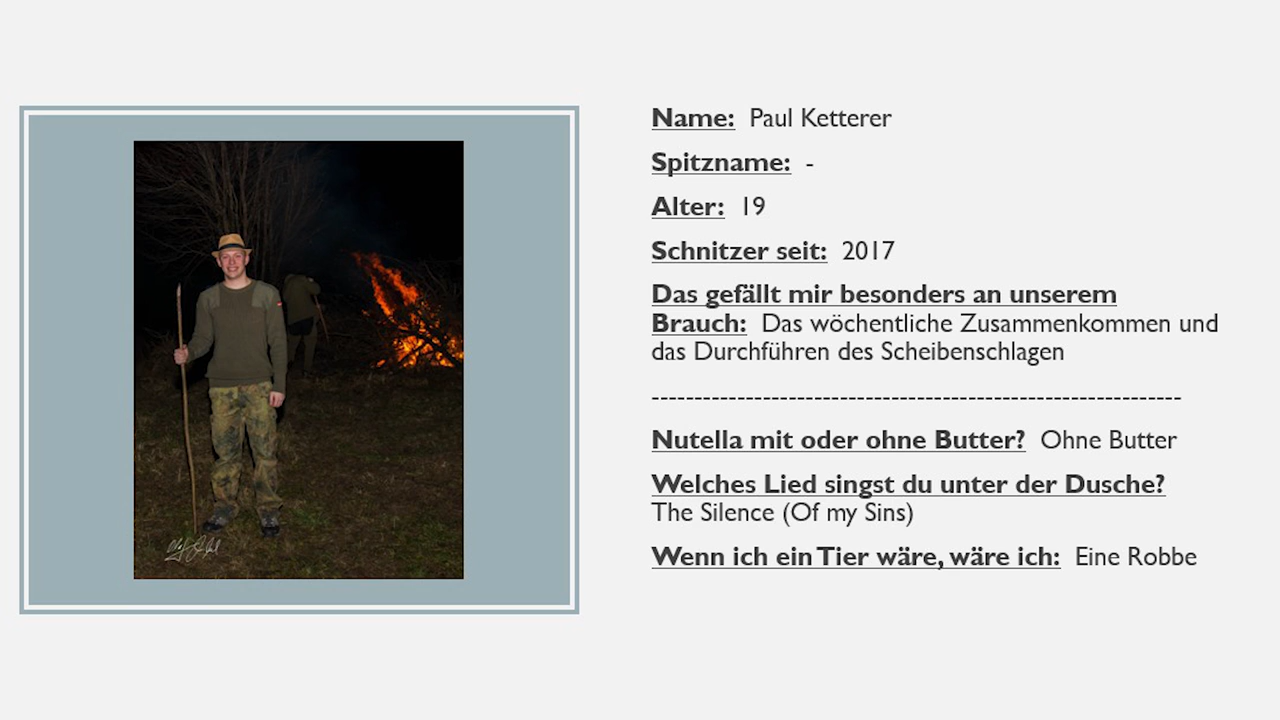 Name: Paul Ketterer
Spitzname: -
Alter: 19
Schnitzer seit: 2017
Das gefällt mir besonders an unserem
Brauch: Das wöchentliche Zusammenkommen und
das Durchführen des Scheibenschlagen
--------------------------------------------------------------
Nutella mit oder ohne Butter? Ohne Butter
Welches Lied singst du unter der Dusche?
The Silence (Of my Sins)
Wenn ich ein Tier wäre, wäre ich: Eine Robbe